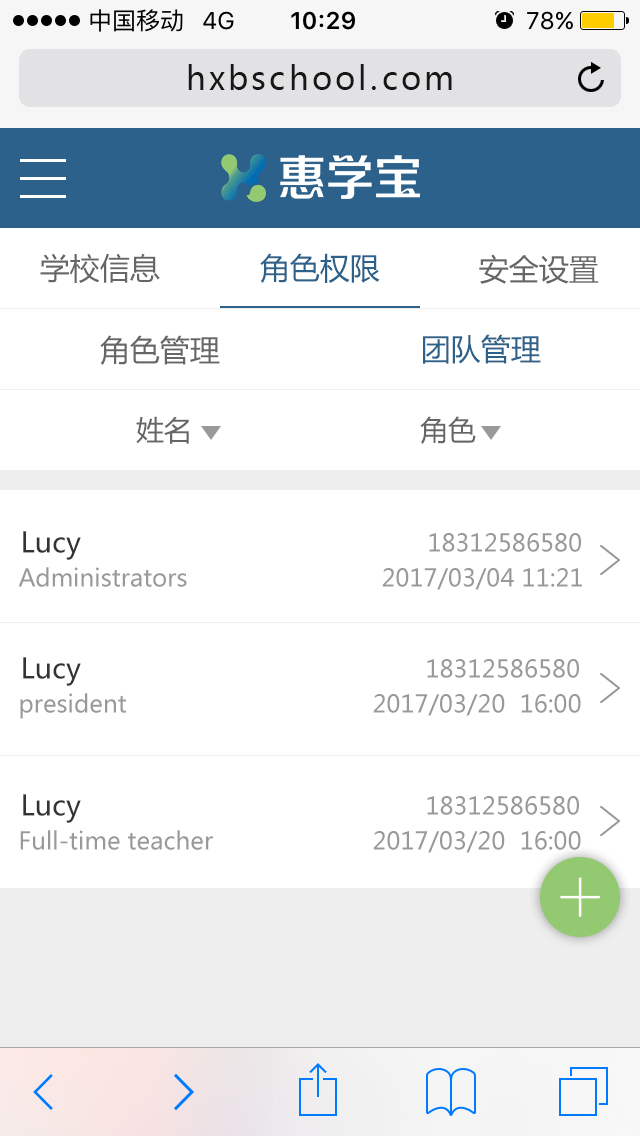 中国移动 4G 10:29 78%
hxbschool.com
惠学宝
学校信息 角色权限 安全设置
角色管理 团队管理
姓名 角色
Lucy 18312586580
Administrators 2017/03/04 11:21
Lucy 18312586580
president 2017/03/20 16:00
Lucy 18312586580
Full-time teacher 2017/03/20 16:00